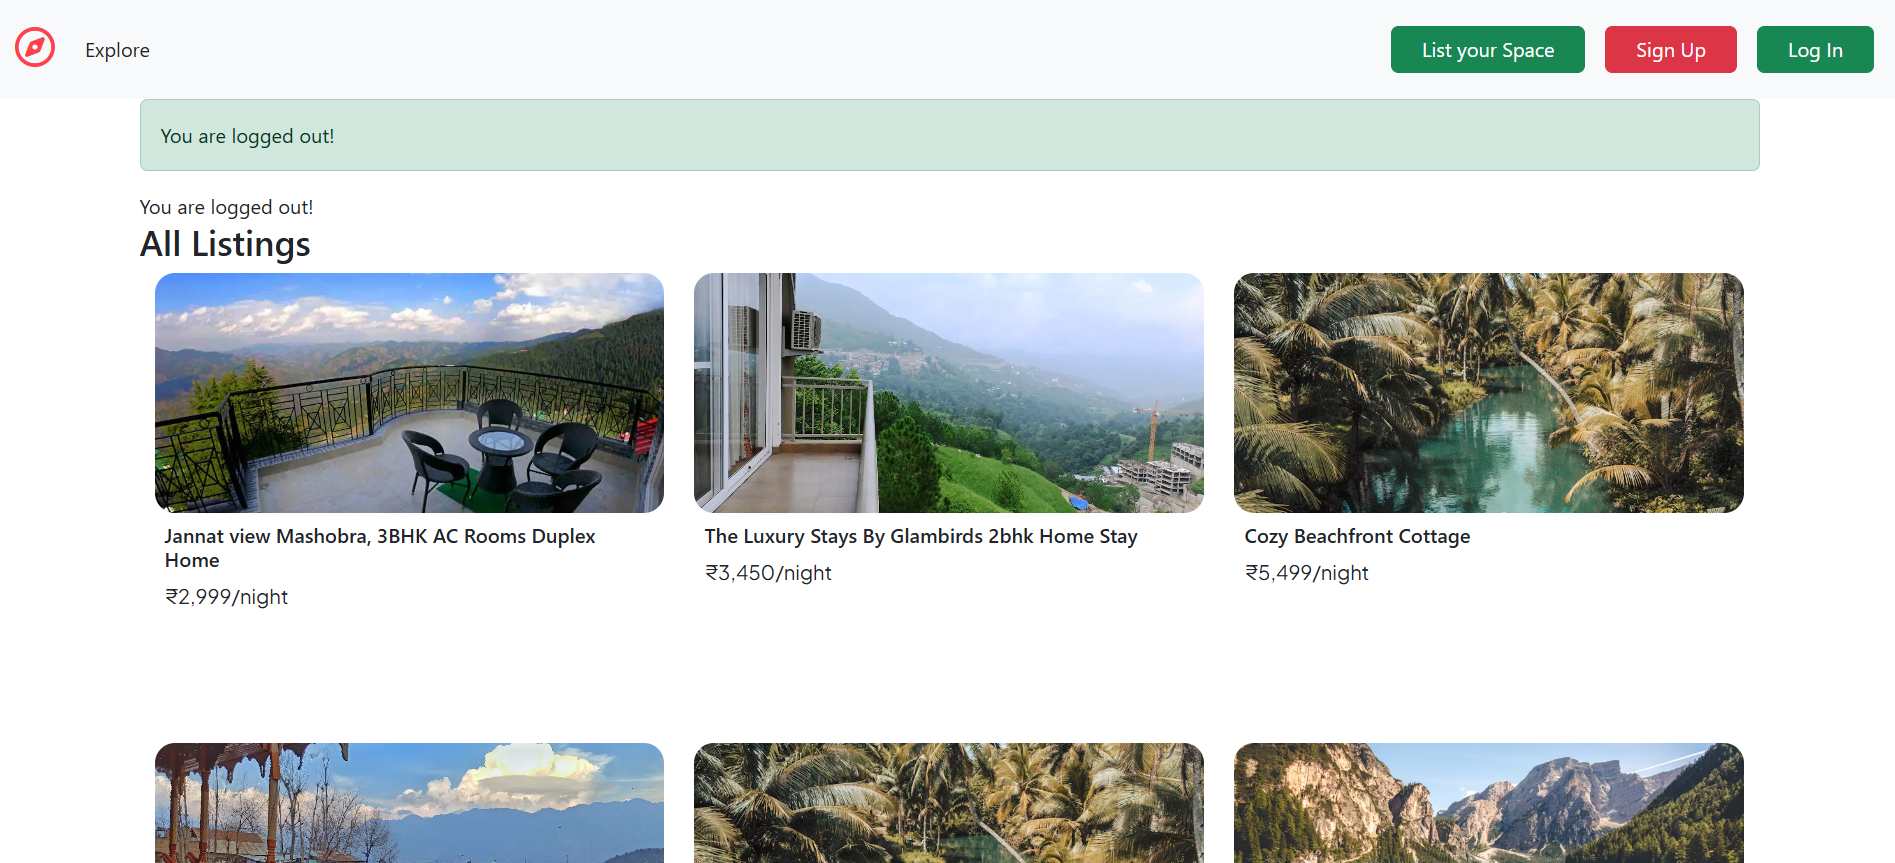 Explore
List your Space
Sign Up
Log In
You are logged out!
You are logged out!
All Listings
Jannat view Mashobra, 3BHK AC Rooms Duplex
Home
₹2,999/night
The Luxury Stays By Glambirds 2bhk Home Stay
₹3,450/night
Cozy Beachfront Cottage
₹5,499/night